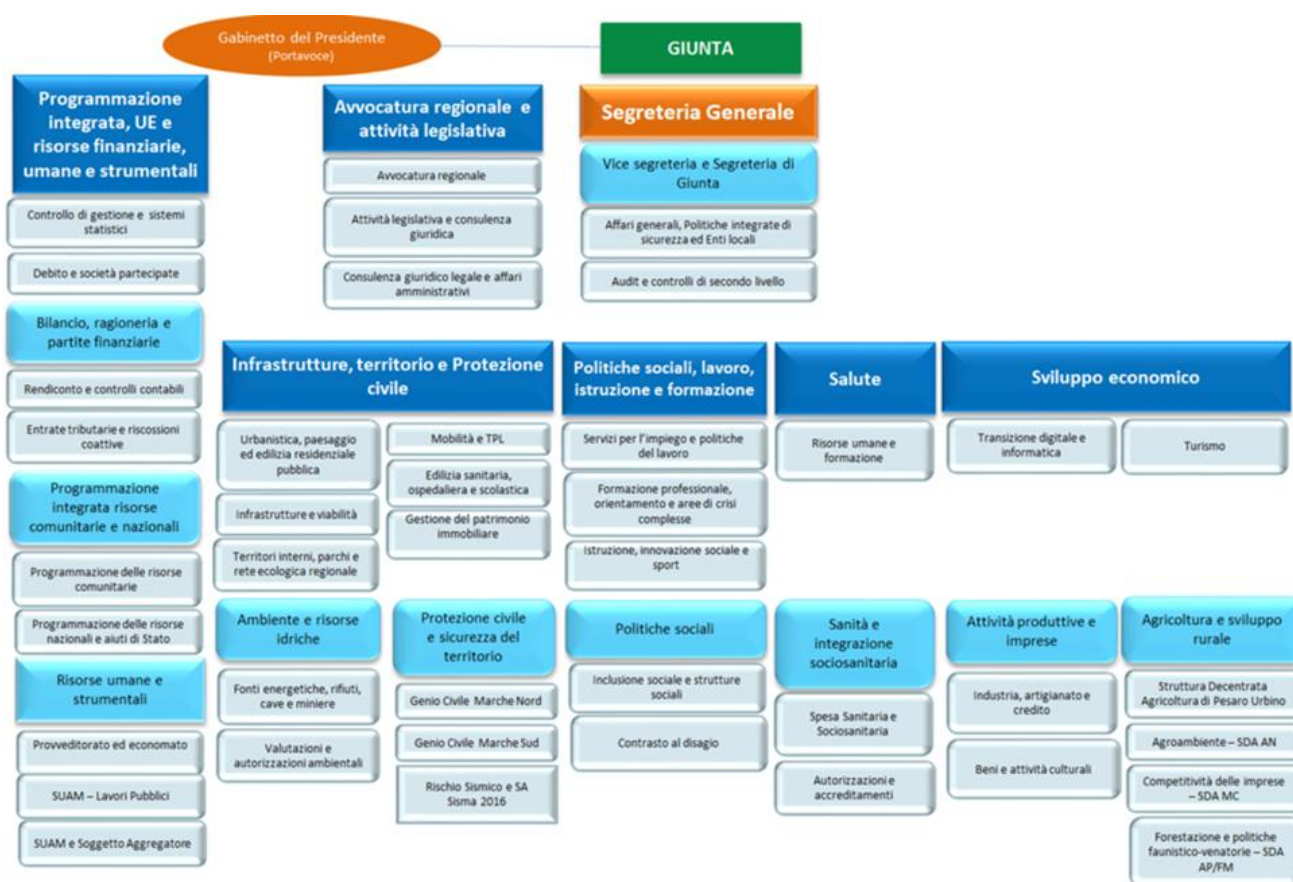 Gabinetto del Presidente
(Portavoce)
GIUNTA
Programmazione
integrata, UE e
risorse finanziarie,
umane e strumentali
Controllo di gestione e sistemi
statistici
Debito e società partecipate
Bilancio, ragioneria e
partite finanziarie
Rendiconto e controlli contabili
Entrate tributarie e riscossioni
coattive
Programmazione
integrata risorse
comunitarie e nazionali
Programmazione delle risorse
comunitarie
Programmazione delle risorse
nazionali e aiuti di Stato
Risorse umane e
strumentali
Provveditorato ed economato
SUAM – Lavori Pubblici
SUAM e Soggetto Aggregatore
Avvocatura regionale e
attività legislativa
Avvocatura regionale
Attività legislativa e consulenza
giuridica
Consulenza giuridico legale e affari
amministrativi
Segreteria Generale
Vice segreteria e Segreteria di
Giunta
Affari generali, Politiche integrate di
sicurezza ed Enti locali
Audit e controlli di secondo livello
Infrastrutture, territorio e Protezione
civile
Urbanistica, paesaggio
ed edilizia residenziale
pubblica
Infrastrutture e viabilità
Territori interni, parchi e
rete ecologica regionale
Ambiente e risorse
idriche
Fonti energetiche, rifiuti,
cave e miniere
Valutazioni e
autorizzazioni ambientali
Mobilità e TPL
Edilizia sanitaria,
ospedaliera e scolastica
Gestione del patrimonio
immobiliare
Protezione civile
e sicurezza del
territorio
Genio Civile Marche Nord
Genio Civile Marche Sud
Rischio Sismico e SA
Sisma 2016
Politiche sociali, lavoro,
istruzione e formazione
Servizi per l'impiego e politiche
del lavoro
Formazione professionale,
orientamento e aree di crisi
complesse
Istruzione, innovazione sociale e
sport
Politiche sociali
Inclusione sociale e strutture
sociali
Contrasto al disagio
Salute
Risorse umane e
formazione
Sanità e
integrazione
sociosanitaria
Spesa Sanitaria e
Sociosanitaria
Autorizzazioni e
accreditamenti
Sviluppo economico
Transizione digitale e
informatica
Attività produttive e
imprese
Industria, artigianato e
credito
Beni e attività culturali
Turismo
Agricoltura e sviluppo
rurale
Struttura Decentrata
Agricoltura di Pesaro Urbino
Agroambiente – SDA AN
Competitività delle imprese
– SDA MC
Forestazione e politiche
faunistico-venatorie – SDA
AP/FM